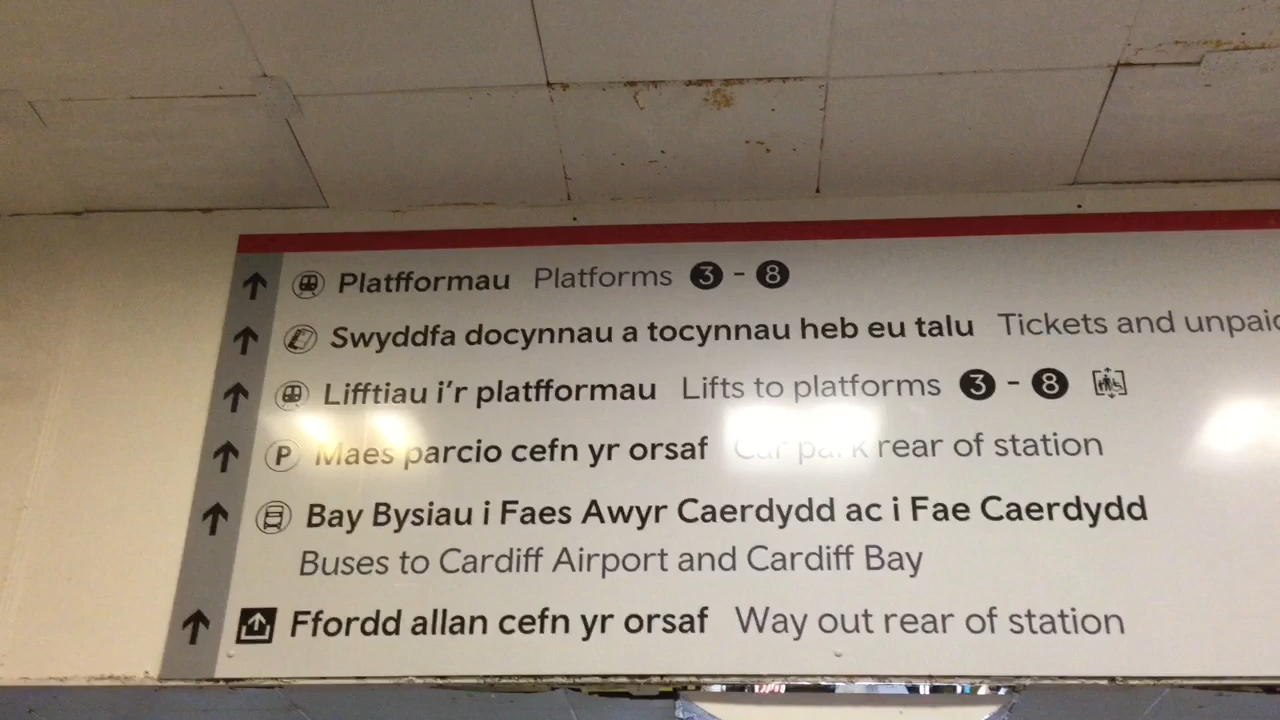 Platfformau Platforms 3 - 8
Swyddfa docynnau a tocynnau heb eu talu Tickets and
Lifftiau i'r platfformau Lifts to platforms 3 - 8
P Maes parcio cefn yr orsaf Car park rear of station
Bay Bysiau i Faes Awyr Caerdydd ac i Fae Caerdydd
Buses to Cardiff Airport and Cardiff Bay
Ffordd allan cefn yr orsaf Way out rear of station